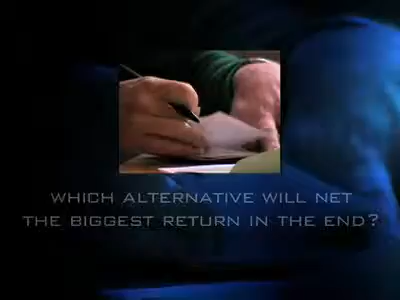 WHICH ALTERNATIVE WILL NET
THE BIGGEST RETURN IN THE END?